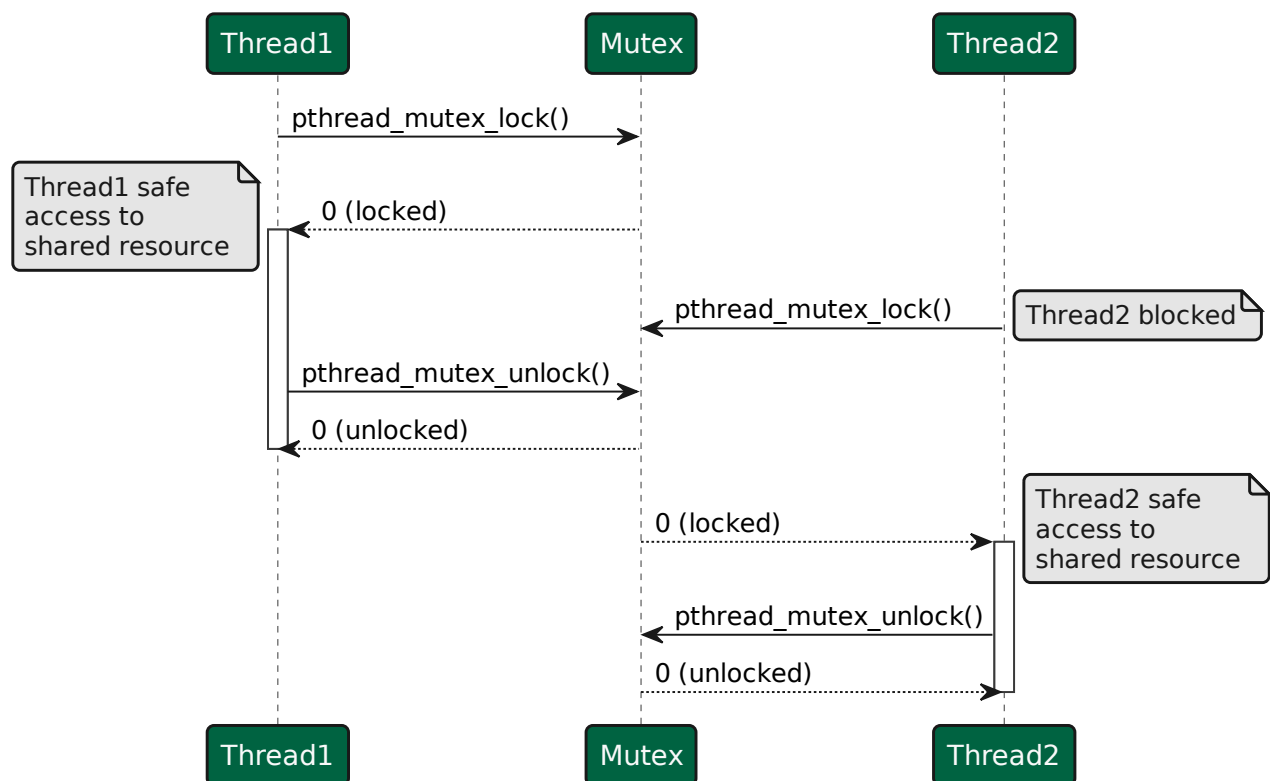 Thread1
Mutex
Thread2
pthread_mutex_lock()
Thread1 safe
access to
shared resource
0 (locked)
pthread_mutex_lock()
Thread2 blocked
pthread_mutex_unlock()
0 (unlocked)
Thread2 safe
access to
shared resource
0 (locked)
pthread_mutex_unlock()
0 (unlocked)
Thread1
Mutex
Thread2